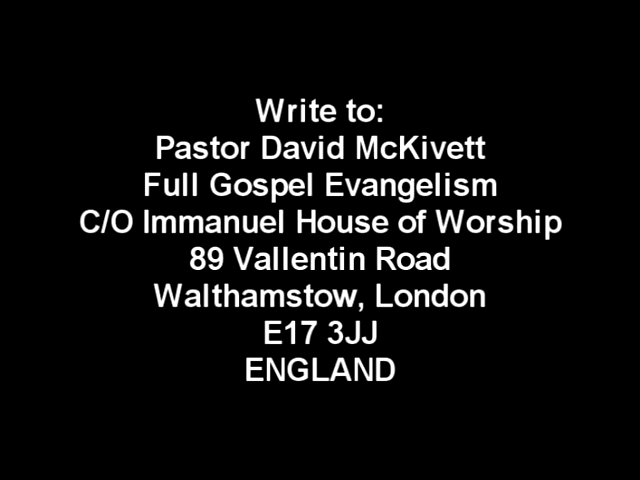 Write to:
Pastor David McKivett
Full Gospel Evangelism
C/O Immanuel House of Worship
89 Vallentin Road
Walthamstow, London
E17 3JJ
ENGLAND